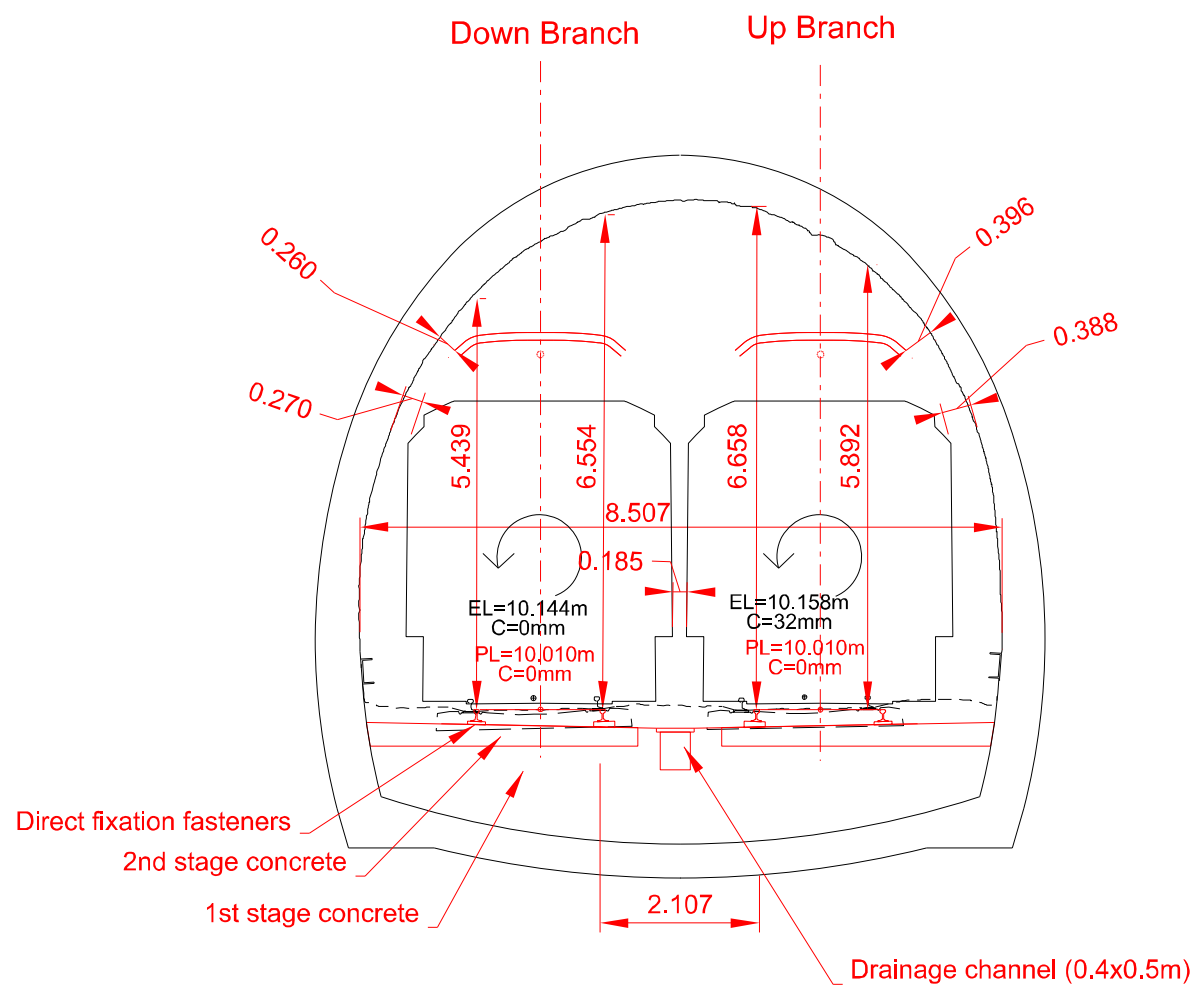 Down Branch
Up Branch
0.260
0.396
0.388
0.270
5.439
6.554
6.658
5.892
8.507
0.185
EL=10.144m
C=0mm
PL=10.010m
C=0mm
EL=10.158m
C=32mm
PL=10.010m
C=0mm
Direct fixation fasteners
2nd stage concrete
1st stage concrete
2.107
Drainage channel (0.4x0.5m)